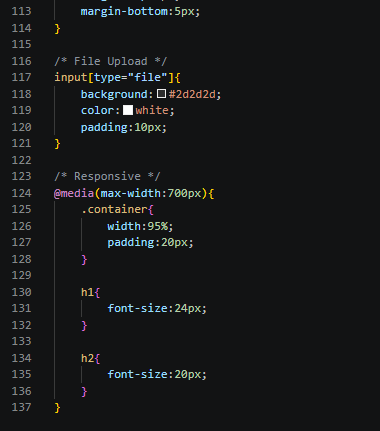 113 margin-bottom:5px;
114 }
115
116 /* File Upload */
117 input[type="file"]{
118 background:#2d2d2d;
119 color:white;
120 padding:10px;
121 }
122
123 /* Responsive */
124 @media(max-width:700px){
125 .container{
126 width:95%;
127 padding:20px;
128 }
129
130 h1{
131 font-size:24px;
132 }
133
134 h2{
135 font-size:20px;
136 }
137 }